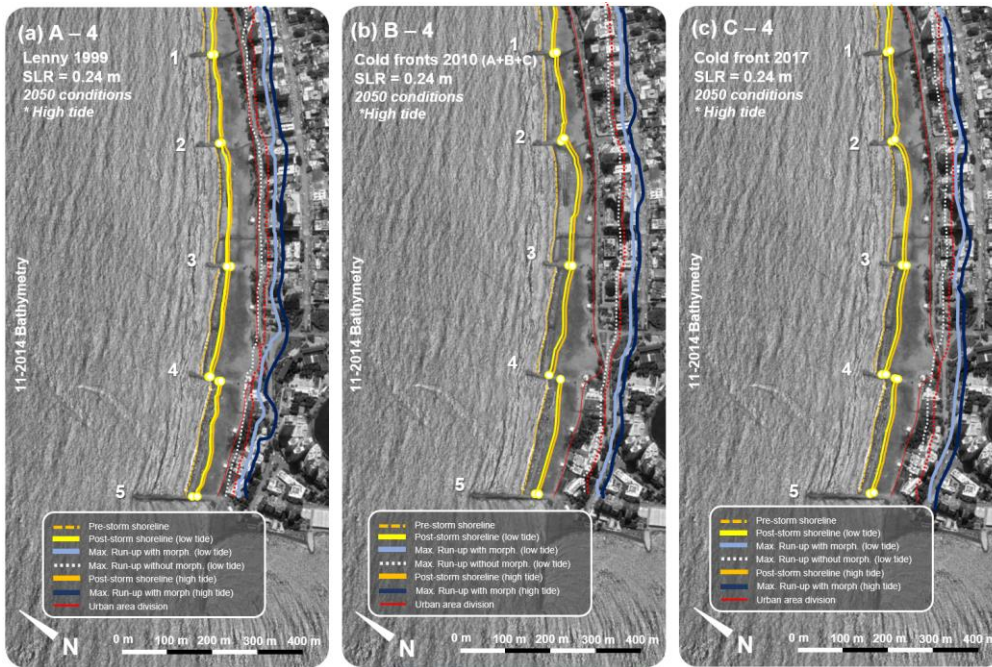 (a) A – 4
Lenny 1999
SLR = 0.24 m
2050 conditions
* High tide
1
2
3
4
5
11-2014 Bathymetry
Pre-storm shoreline
Post-storm shoreline (low tide)
Max. Run-up with morph. (low tide)
Max. Run-up without morph. (low tide)
Post-storm shoreline (high tide)
Max. Run-up with morph (high tide)
Urban area division
N
0 m 100 m 200 m 300 m 400 m
(b) B – 4
Cold fronts 2010 (A+B+C)
SLR = 0.24 m
2050 conditions
*High tide
1
2
3
4
5
11-2014 Bathymetry
Pre-storm shoreline
Post-storm shoreline (low tide)
Max. Run-up with morph. (low tide)
Max. Run-up without morph. (low tide)
Post-storm shoreline (high tide)
Max. Run-up with morph (high tide)
Urban area division
N
0 m 100 m 200 m 300 m 400 m
(c) C – 4
Cold front 2017
SLR = 0.24 m
2050 conditions
* High tide
1
2
3
4
5
11-2014 Bathymetry
Pre-storm shoreline
Post-storm shoreline (low tide)
Max. Run-up with morph. (low tide)
Max. Run-up without morph. (low tide)
Post-storm shoreline (high tide)
Max. Run-up with morph (high tide)
Urban area division
N
0 m 100 m 200 m 300 m 400 m